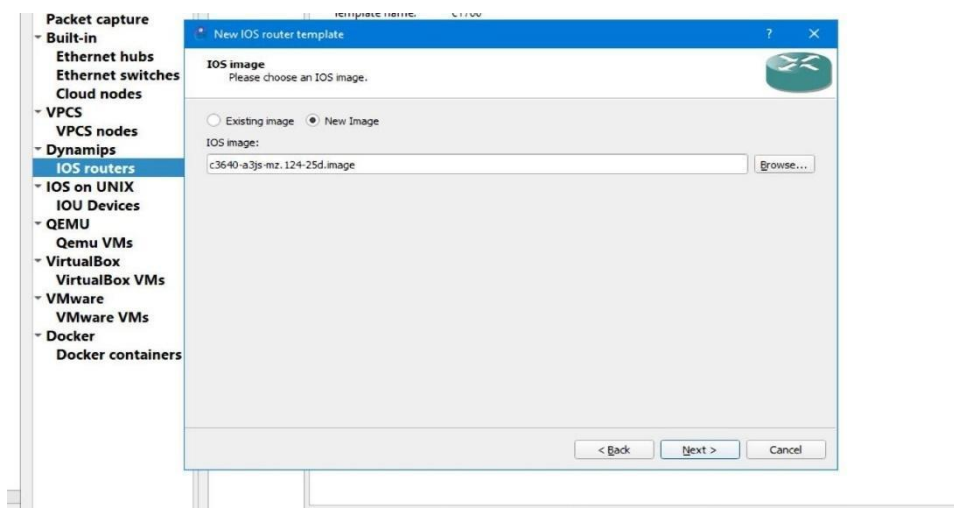 Packet capture
Template name: c1700
Built-in
Ethernet hubs
Ethernet switches
Cloud nodes
VPCS
VPCS nodes
Dynamips
IOS routers
IOS on UNIX
IOU Devices
QEMU
Qemu VMs
VirtualBox
VirtualBox VMs
VMware
VMware VMs
Docker
Docker containers
New IOS router template
?
IOS image
Please choose an IOS image.
Existing image New Image
IOS image:
c3640-a3js-mz.124-25d.image Browse...
< Back Next > Cancel